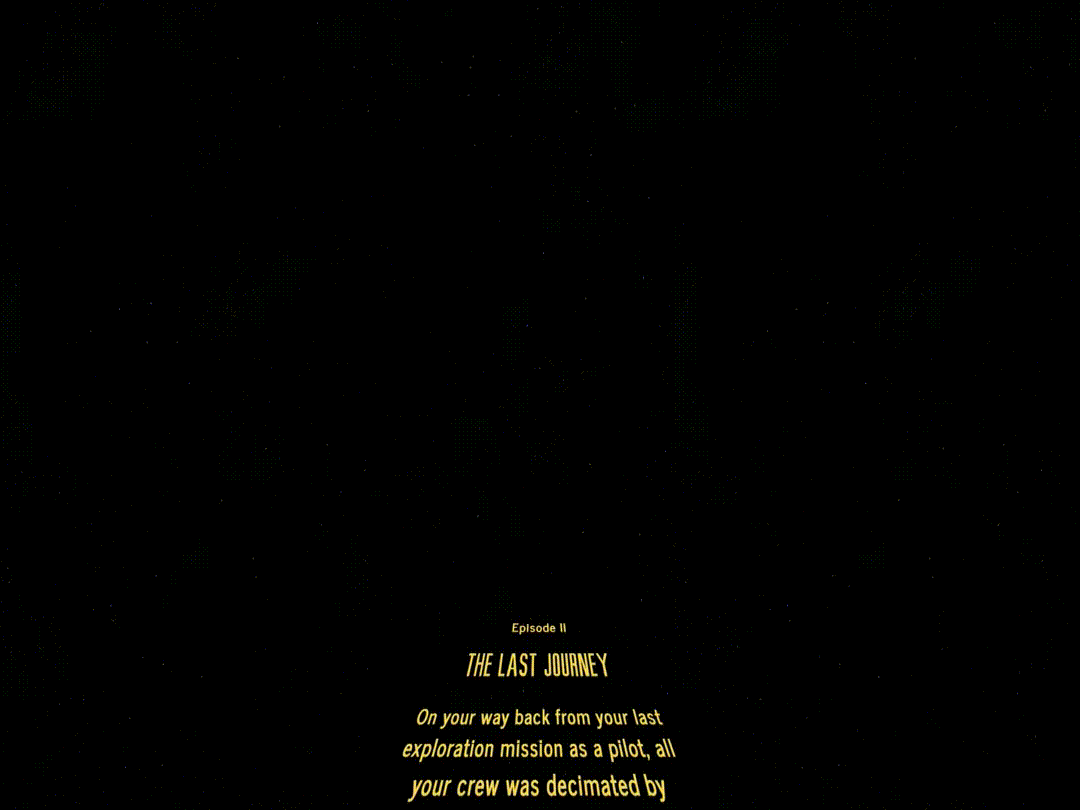 Episode II
THE LAST JOURNEY
On your way back from your last
exploration mission as a pilot, all
your crew was decimated by